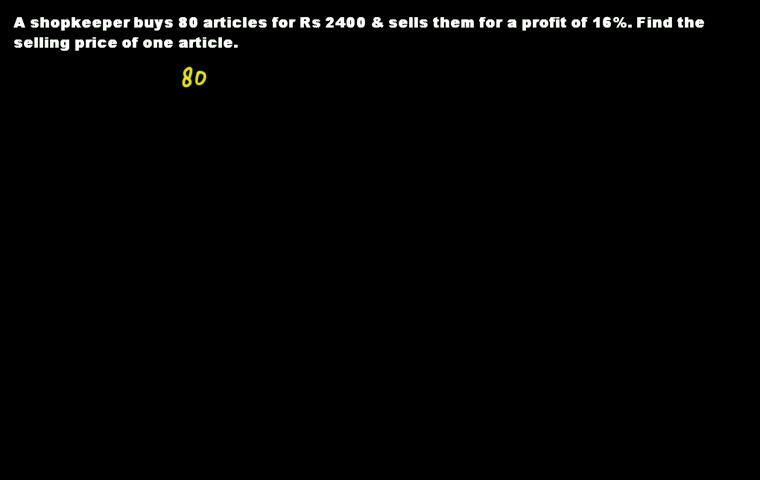 A shopkeeper buys 80 articles for Rs 2400 & sells them for a profit of 16%. Find the
selling price of one article.
80